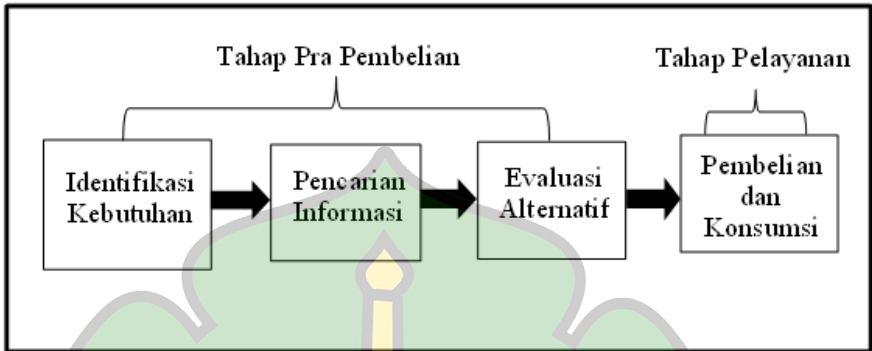 Tahap Pra Pembelian
Tahap Pelayanan
Identifikasi
Kebutuhan
Pencarian
Informasi
Evaluasi
Alternatif
Pembelian
dan
Konsumsi